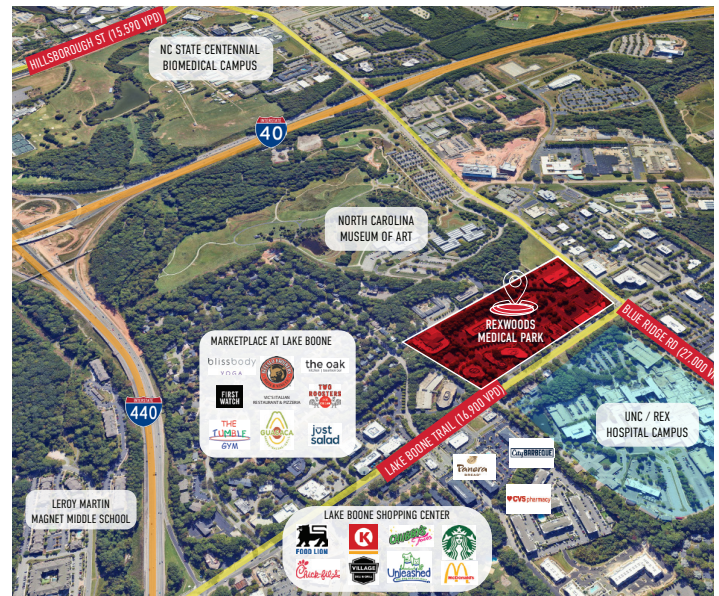 HILLSBOROUGH ST (15,590 VPD)
NC STATE CENTENNIAL
BIOMEDICAL CAMPUS
INTERSTATE
40
NORTH CAROLINA
MUSEUM OF ART
REXWOODS
MEDICAL PARK
BLUE RIDGE RD (27,000 V
MARKETPLACE AT LAKE BOONE
blissbody
YOGA
the oak
FIRST
WATCH
VIC'S ITALIAN
RESTAURANT & PIZZERIA
TWO
ROOSTERS
THE
TUMBLE
GYM
GUASACA
just
salad
INTERSTATE
440
LAKE BOONE TRAIL (16,900 VPD)
UNC / REX
HOSPITAL CAMPUS
Panera
BREAD
City BARBEQUE
CVS pharmacy
LEROY MARTIN
MAGNET MIDDLE SCHOOL
LAKE BOONE SHOPPING CENTER
FOOD LION
K
Chick-fil-A
VILLAGE
Unleashed
McDonald's